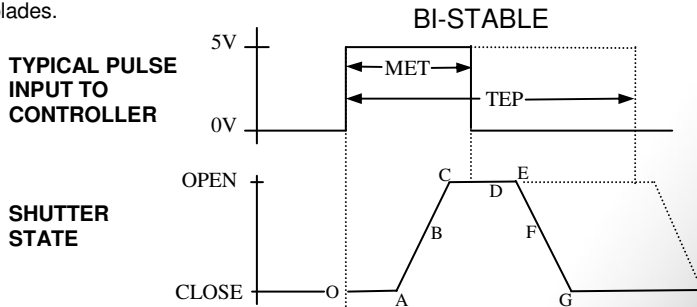 lades.
BI-STABLE
5V
TYPICAL PULSE
INPUT TO
CONTROLLER
MET
TEP
0V
OPEN
C
E
D
SHUTTER
STATE
B
F
CLOSE
O
A
G